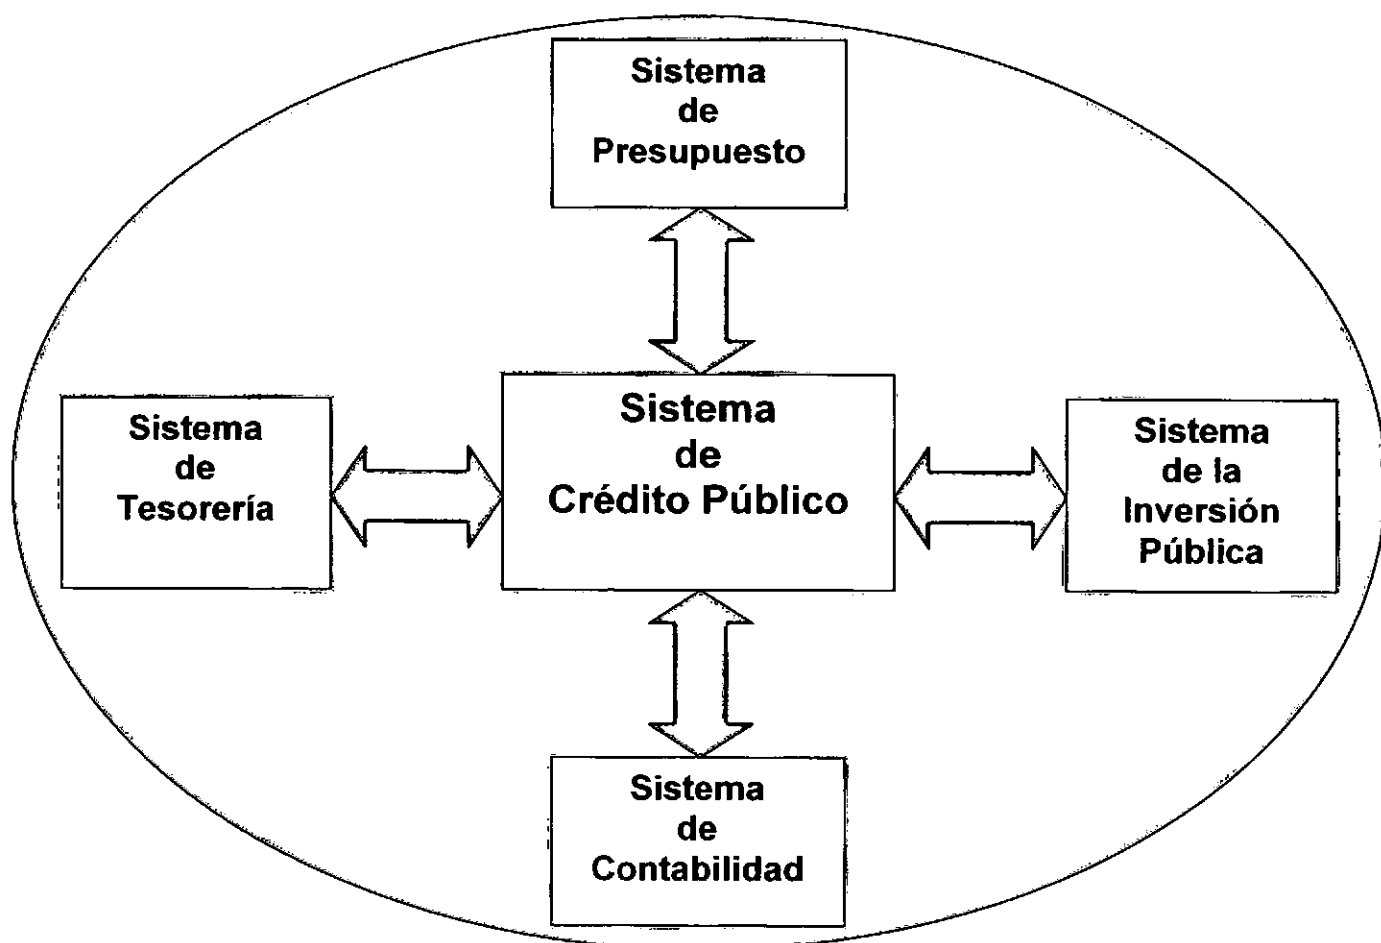 Sistema
de
Presupuesto
Sistema
de
Tesorería
Sistema
de
Crédito Público
Sistema
de la
Inversión
Pública
Sistema
de
Contabilidad